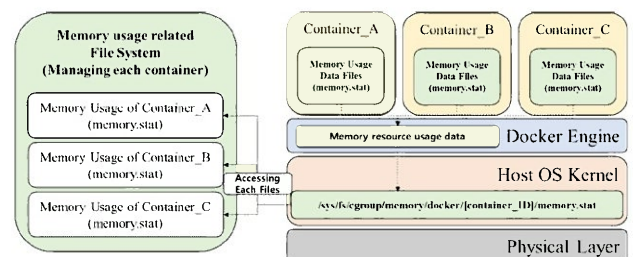 Memory usage related
File System
(Managing each container)
Memory Usage of Container_A
(memory.stat)
Memory Usage of Container_B
(memory.stat)
Memory Usage of Container_C
(memory.stat)
Accessing
Each Files
Container_A
Memory Usage
Data Files
(memory.stat)
Container_B
Memory Usage
Data Files
(memory.stat)
Container_C
Memory Usage
Data Files
(memory.stat)
Memory resource usage data
Docker Engine
Host OS Kernel
/sys/fs/cgroup/memory/docker/[container_ID]/memory.stat
Physical Layer